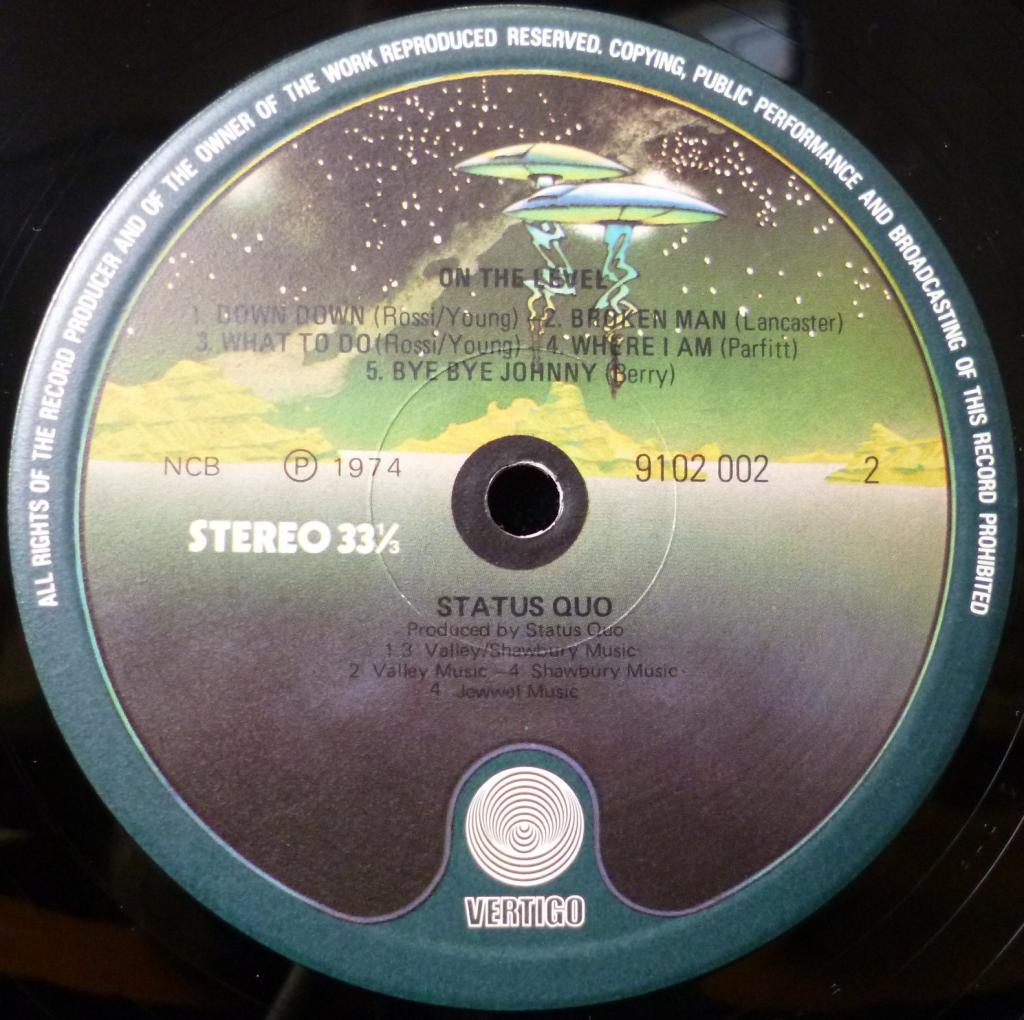 ALL RIGHTS OF THE RECORD PRODUCER AND OF THE OWNER OF THE WORK REPRODUCED RESERVED. COPYING, PUBLIC PERFORMANCE AND BROADCASTING OF THIS RECORD PROHIBITED
ON THE LEVEL
1. DOWN DOWN (Rossi/Young) 2. BROKEN MAN (Lancaster)
3. WHAT TO DO (Rossi/Young) 4. WHERE I AM (Parfitt)
5. BYE BYE JOHNNY (Berry)
NCB Ⓟ 1974 9102 002 2
STEREO 33⅓
STATUS QUO
Produced by Status Quo
1 3 Valley/Shawbury Music
2 Valley Music – 4 Shawbury Music
4 Jewwel Music
VERTIGO